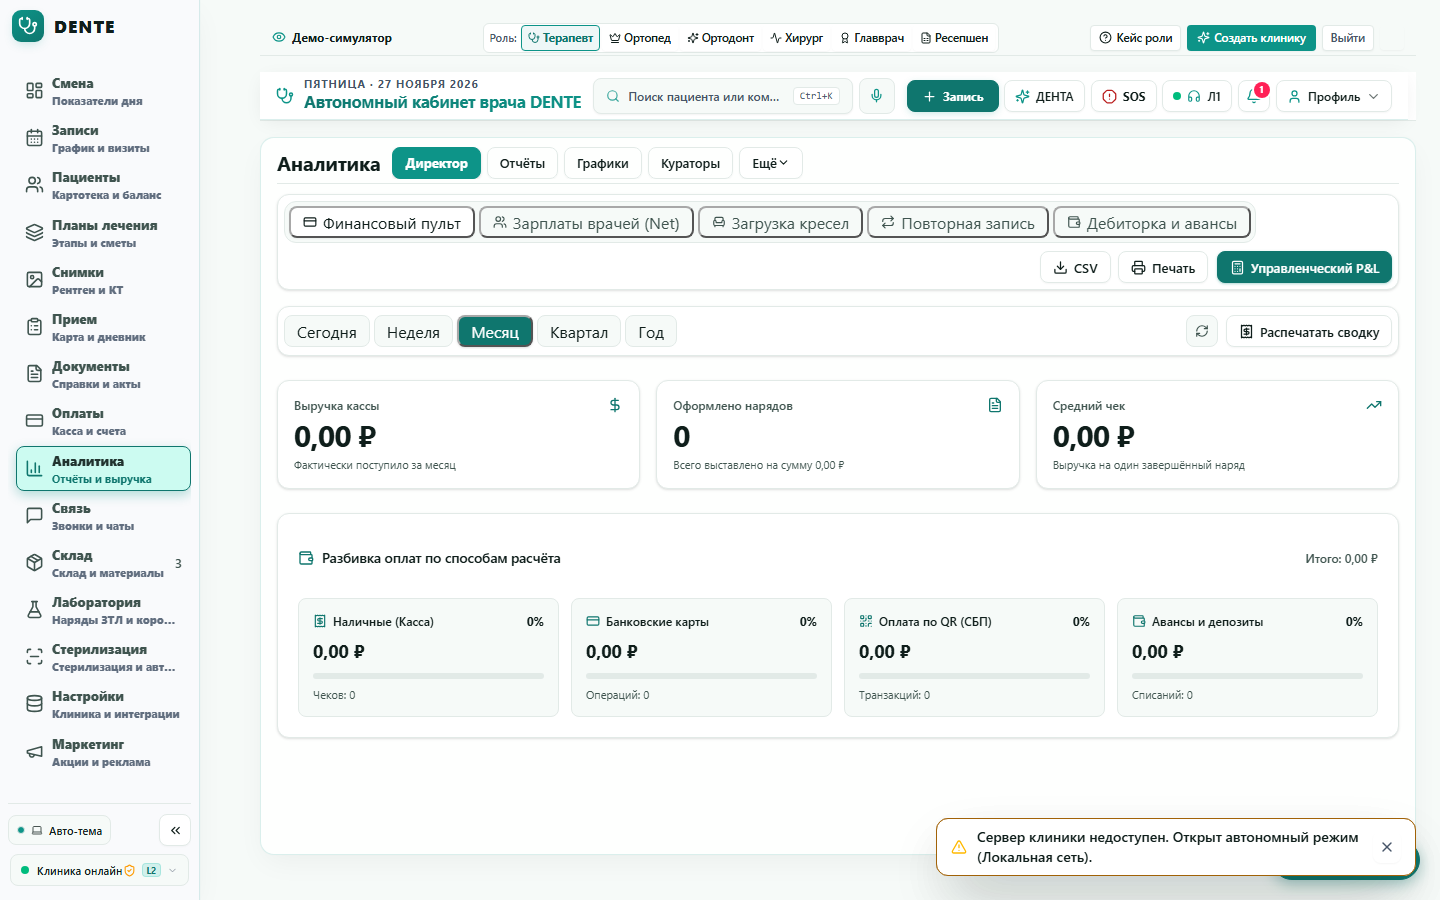 DENTE
Демо-симулятор
Роль: Терапевт Ортопед Ортодонт Хирург Главврач Ресепшен
Кейс роли Создать клинику Выйти
ПЯТНИЦА · 27 НОЯБРЯ 2026
Автономный кабинет врача DENTE
Поиск пациента или ком... Ctrl+K
Запись ДЕНТА SOS Л1 1 Профиль
Смена
Показатели дня
Записи
График и визиты
Пациенты
Картотека и баланс
Планы лечения
Этапы и сметы
Снимки
Рентген и КТ
Прием
Карта и дневник
Документы
Справки и акты
Оплаты
Касса и счета
Аналитика
Отчёты и выручка
Связь
Звонки и чаты
Склад
Склад и материалы 3
Лаборатория
Наряды ЗТЛ и коро...
Стерилизация
Стерилизация и авт...
Настройки
Клиника и интеграции
Маркетинг
Акции и реклама
Авто-тема
Клиника онлайн L2
Аналитика Директор Отчёты Графики Кураторы Ещё
Финансовый пульт Зарплаты врачей (Net) Загрузка кресел Повторная запись Дебиторка и авансы
CSV Печать Управленческий P&L
Сегодня Неделя Месяц Квартал Год
Распечатать сводку
Выручка кассы
0,00 ₽
Фактически поступило за месяц
Оформлено нарядов
0
Всего выставлено на сумму 0,00 ₽
Средний чек
0,00 ₽
Выручка на один завершённый наряд
Разбивка оплат по способам расчёта
Итого: 0,00 ₽
Наличные (Касса) 0%
0,00 ₽
Чеков: 0
Банковские карты 0%
0,00 ₽
Операций: 0
Оплата по QR (СБП) 0%
0,00 ₽
Транзакций: 0
Авансы и депозиты 0%
0,00 ₽
Списаний: 0
Сервер клиники недоступен. Открыт автономный режим
(Локальная сеть).